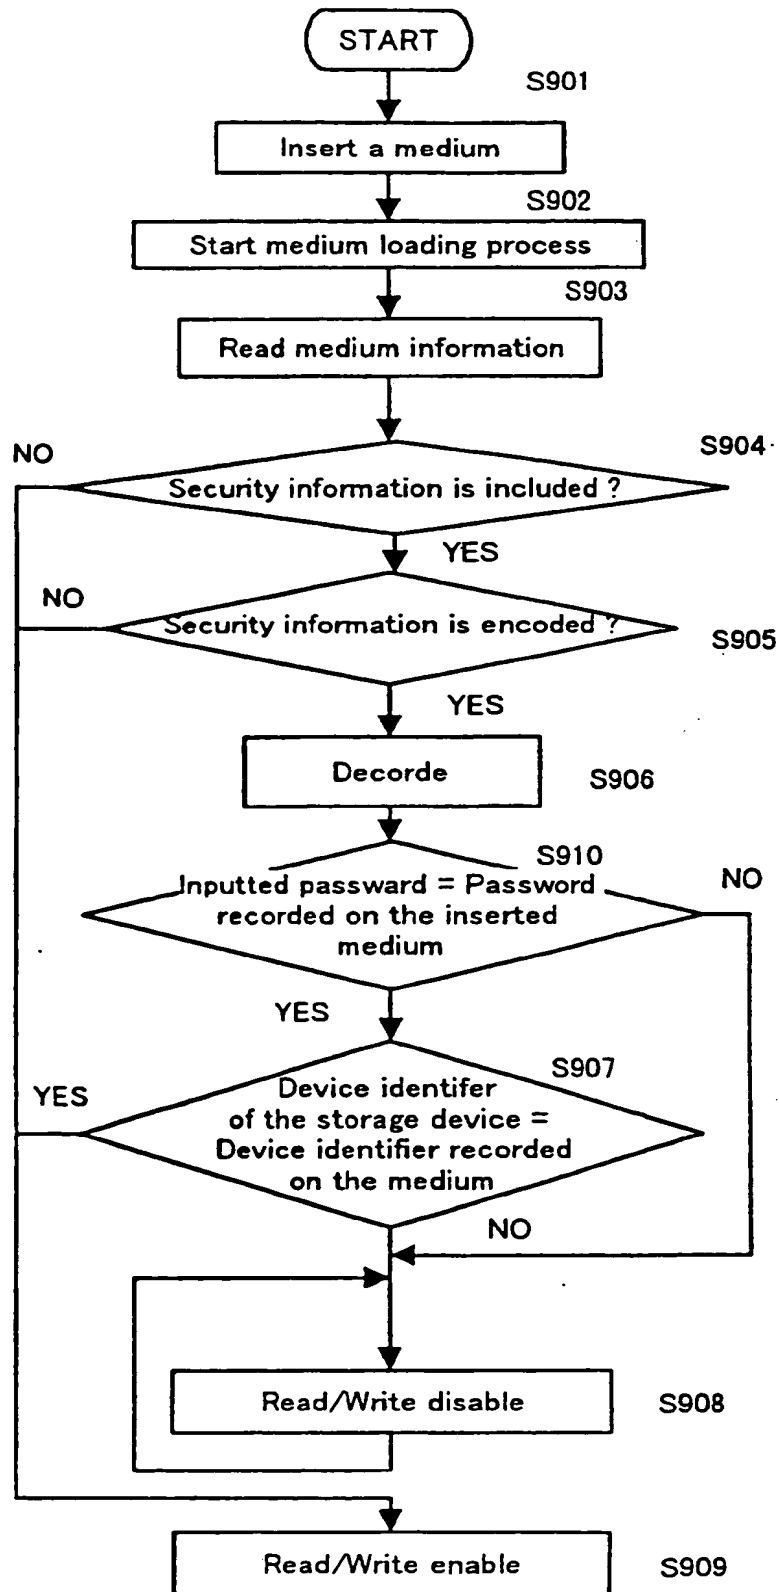 START
S901
Insert a medium
S902
Start medium loading process
S903
Read medium information
NO
S904
Security information is included ?
YES
NO
Security information is encoded ?
S905
YES
Decorde
S906
S910
Inputted passward = Password
recorded on the inserted
medium
NO
YES
S907
YES
Device identifer
of the storage device =
Device identifier recorded
on the medium
NO
Read/Write disable
S908
Read/Write enable
S909